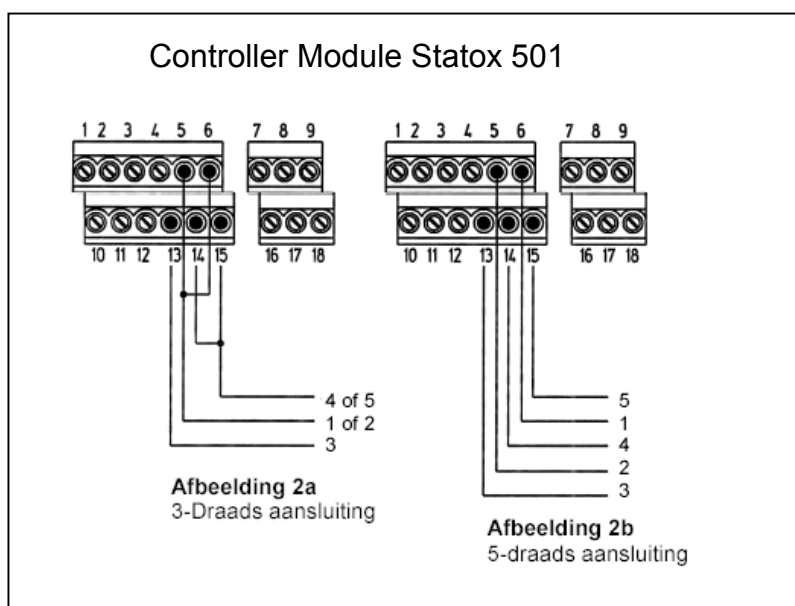 Controller Module Statox 501
1 2 3 4 5 6 7 8 9
10 11 12 13 14 15 16 17 18
4 of 5
1 of 2
3
Afbeelding 2a
3-Draads aansluiting
1 2 3 4 5 6 7 8 9
10 11 12 13 14 15 16 17 18
5
1
4
2
3
Afbeelding 2b
5-draads aansluiting